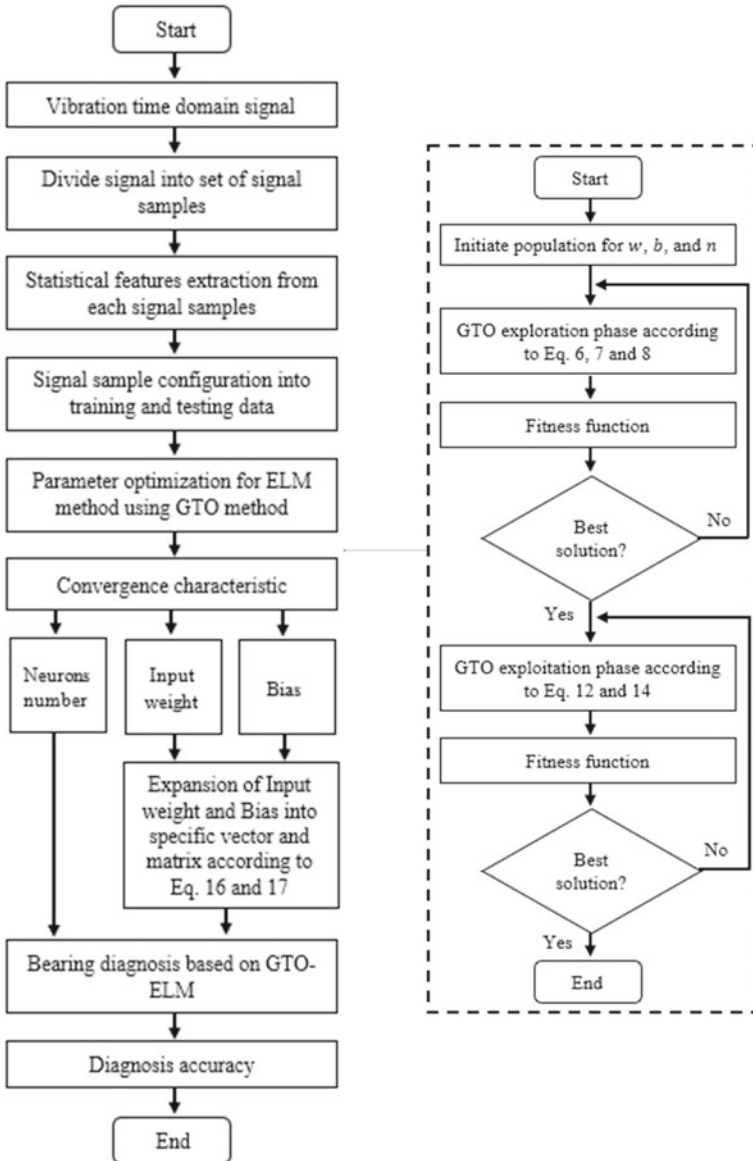 Start
Vibration time domain signal
Divide signal into set of signal
samples
Statistical features extraction from
each signal samples
Signal sample configuration into
training and testing data
Parameter optimization for ELM
method using GTO method
Convergence characteristic
Neurons
number
Input
weight
Bias
Expansion of Input
weight and Bias into
specific vector and
matrix according to
Eq. 16 and 17
Bearing diagnosis based on GTO-
ELM
Diagnosis accuracy
End
Start
Initiate population for w, b, and n
GTO exploration phase according
to Eq. 6, 7 and 8
Fitness function
Best
solution?
No
Yes
GTO exploitation phase according
to Eq. 12 and 14
Fitness function
Best
solution?
No
Yes
End